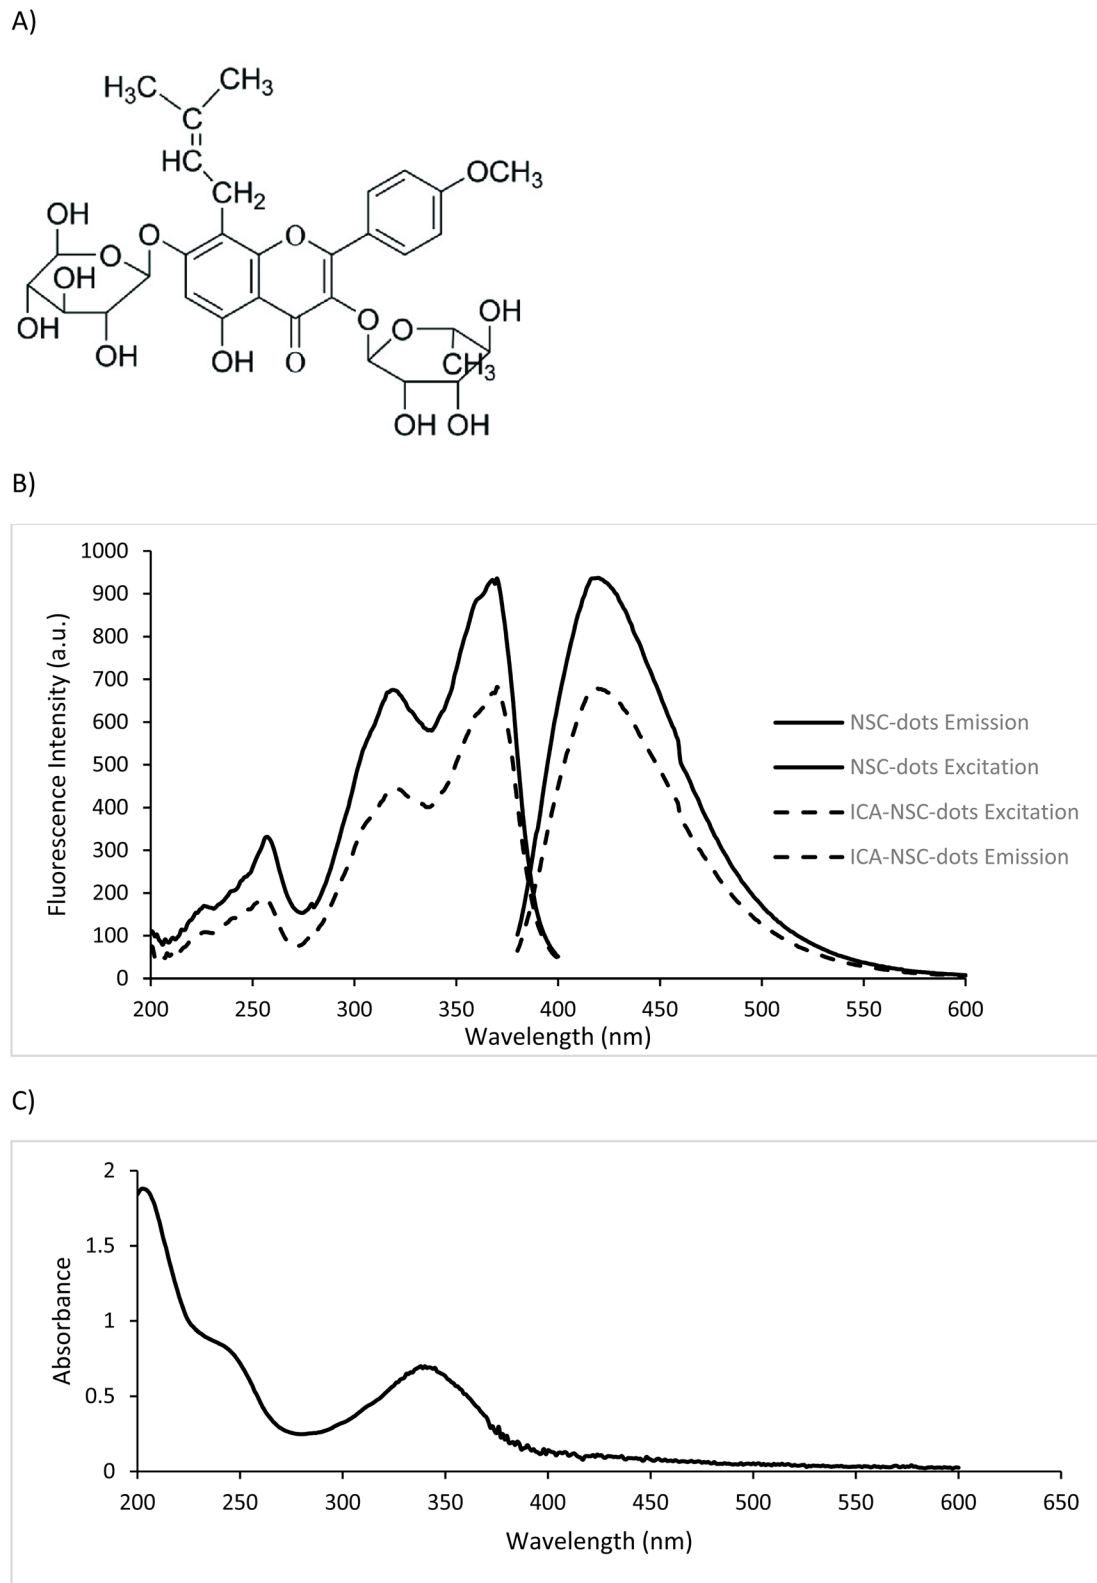 A)
H₃C CH₃
C
HC
CH₂
OCH₃
OH
O O
O
OH
OH
OH
OH O
O
O OH
CH₃
OH OH
B)
Fluorescence Intensity (a.u.)
1000
900
800
700
600
500
400
300
200
100
0
200 250 300 350 400 450 500 550 600
Wavelength (nm)
NSC-dots Emission
NSC-dots Excitation
ICA-NSC-dots Excitation
ICA-NSC-dots Emission
C)
Absorbance
2
1.5
1
0.5
0
200 250 300 350 400 450 500 550 600 650
Wavelength (nm)